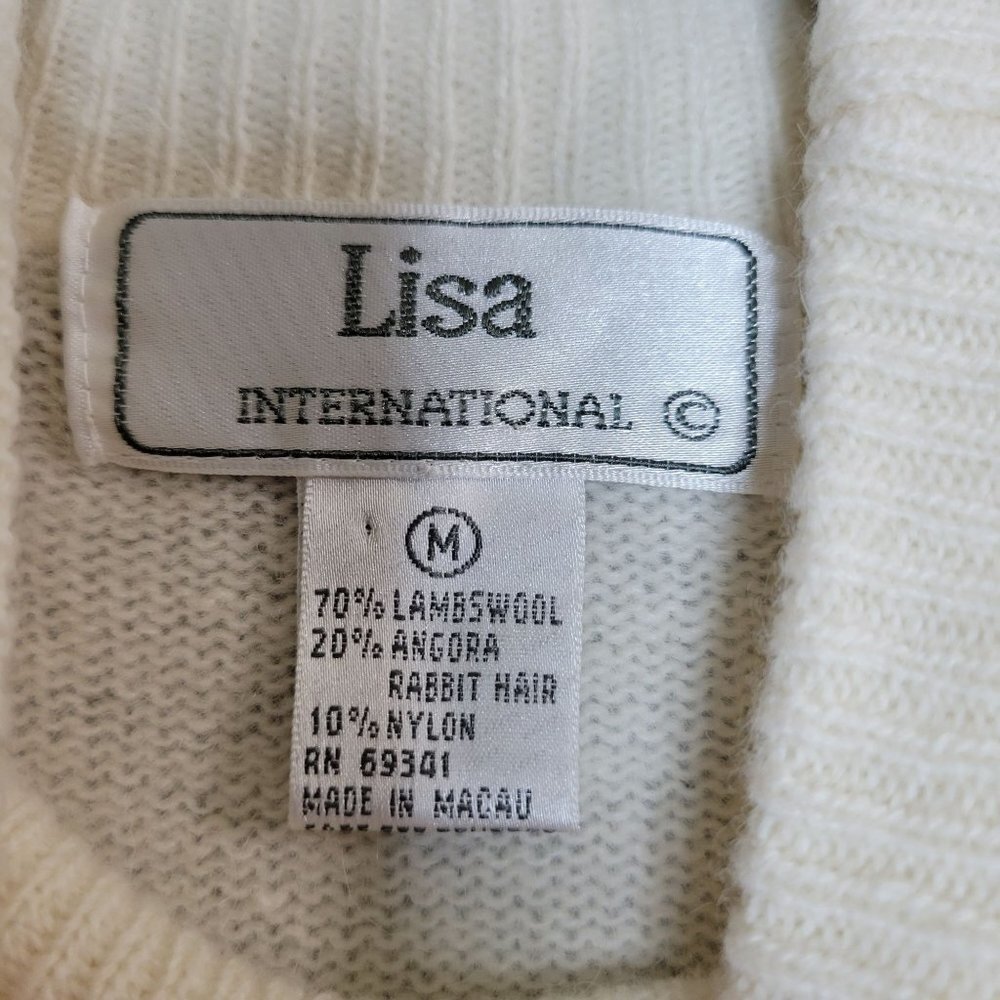 Lisa
INTERNATIONAL ©
M
70% LAMBSWOOL
20% ANGORA
RABBIT HAIR
10% NYLON
RN 69341
MADE IN MACAU